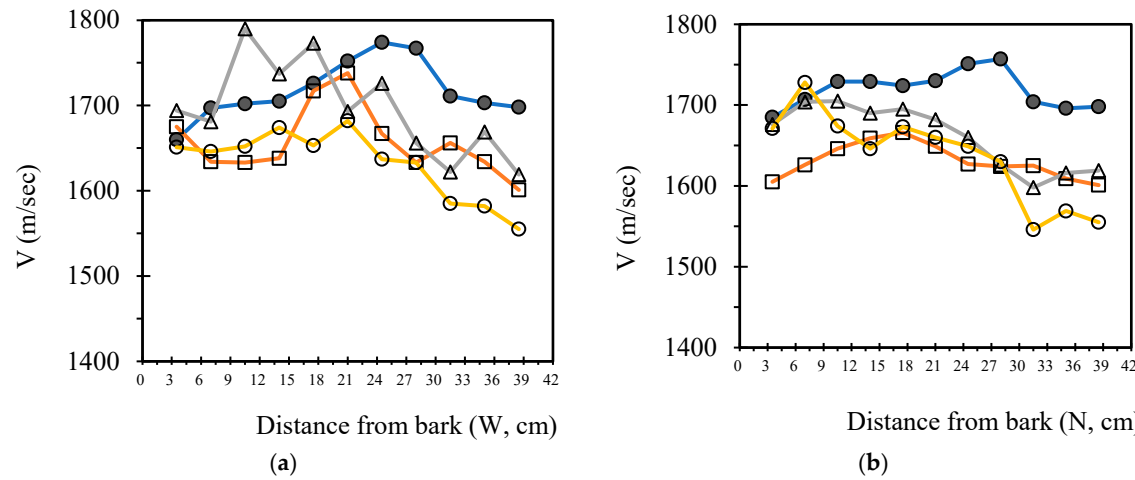 1800
1700
1600
1500
1400
V (m/sec)
0 3 6 9 12 15 18 21 24 27 30 33 36 39 42
Distance from bark (W, cm)
(a)
1800
1700
1600
1500
1400
V (m/sec)
0 3 6 9 12 15 18 21 24 27 30 33 36 39 42
Distance from bark (N, cm)
(b)